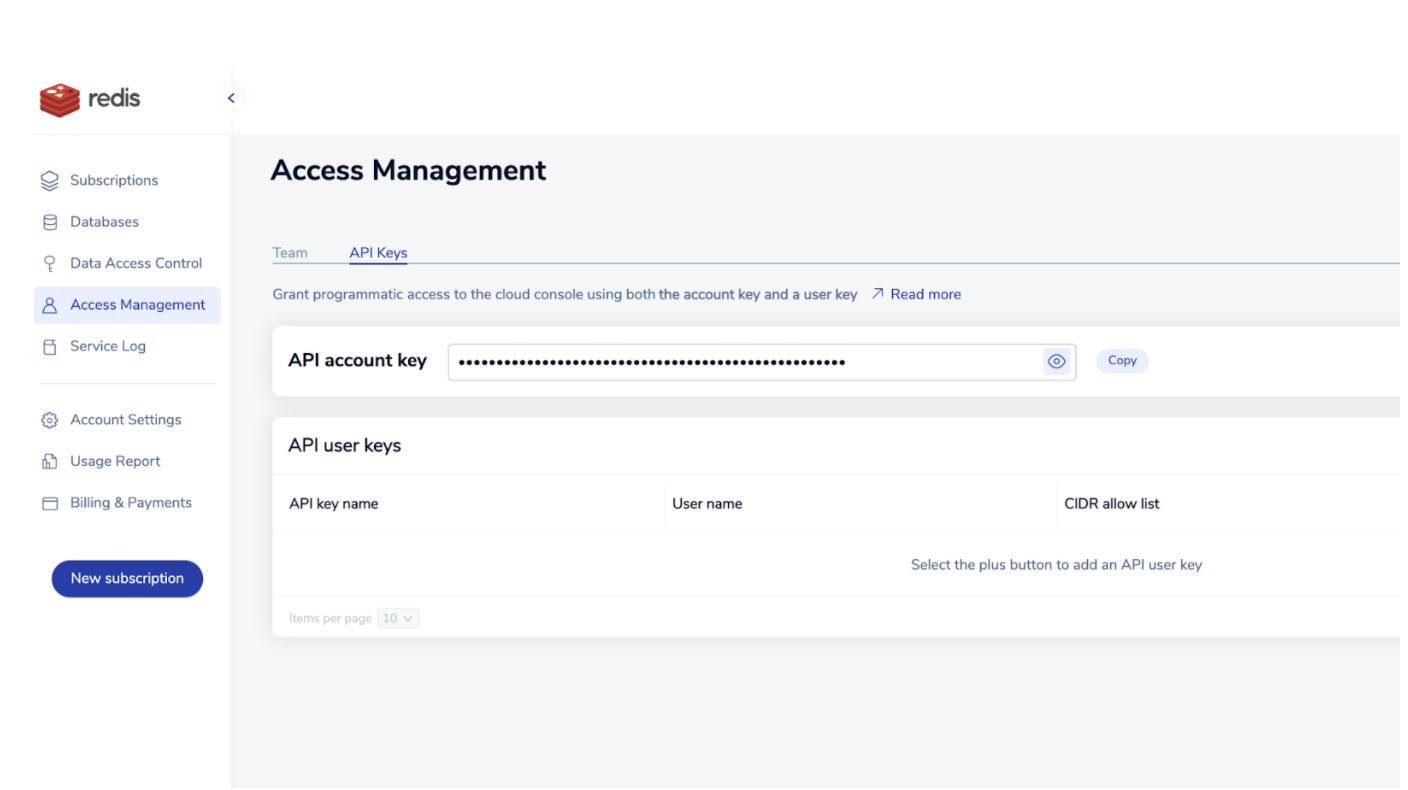 redis
Subscriptions
Databases
Data Access Control
Access Management
Service Log
Account Settings
Usage Report
Billing & Payments
New subscription
Access Management
Team API Keys
Grant programmatic access to the cloud console using both the account key and a user key Read more
API account key •••••••••••••••••••••••••••••••••••••••••••••••••• Copy
API user keys
API key name User name CIDR allow list
Select the plus button to add an API user key
Items per page 10